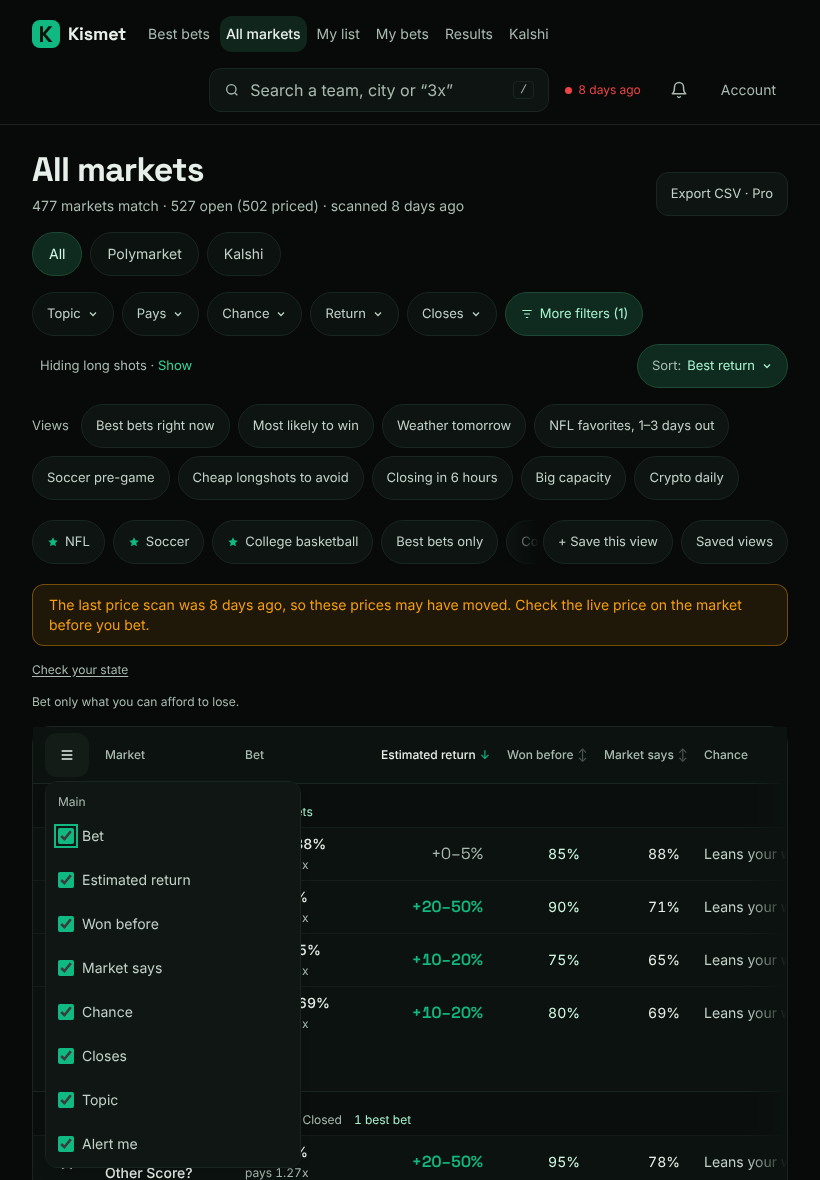 K Kismet Best bets All markets My list My bets Results Kalshi
Search a team, city or “3x” / 8 days ago Account
All markets
477 markets match · 527 open (502 priced) · scanned 8 days ago
Export CSV · Pro
All Polymarket Kalshi
Topic Pays Chance Return Closes More filters (1)
Hiding long shots · Show Sort: Best return
Views Best bets right now Most likely to win Weather tomorrow NFL favorites, 1–3 days out
Soccer pre-game Cheap longshots to avoid Closing in 6 hours Big capacity Crypto daily
NFL Soccer College basketball Best bets only Co + Save this view Saved views
The last price scan was 8 days ago, so these prices may have moved. Check the live price on the market
before you bet.
Check your state
Bet only what you can afford to lose.
Market Bet Estimated return Won before Market says Chance
Main
ets
Bet
Estimated return
Won before
Market says
Chance
Closes
Topic
Alert me
38%
x +0–5% 85% 88% Leans your
%
x +20–50% 90% 71% Leans your
5%
x +10–20% 75% 65% Leans your
69%
x +10–20% 80% 69% Leans your
Closed 1 best bet
%
+20–50% 95% 78% Leans your
Other Score? pays 1.27x